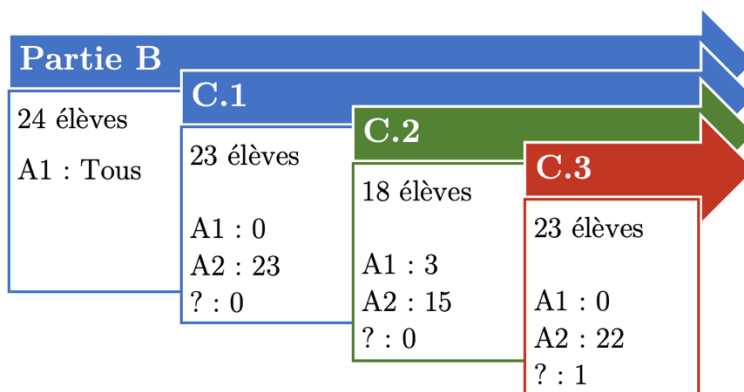 Partie B
24 élèves
A1 : Tous
C.1
23 élèves
A1 : 0
A2 : 23
? : 0
C.2
18 élèves
A1 : 3
A2 : 15
? : 0
C.3
23 élèves
A1 : 0
A2 : 22
? : 1